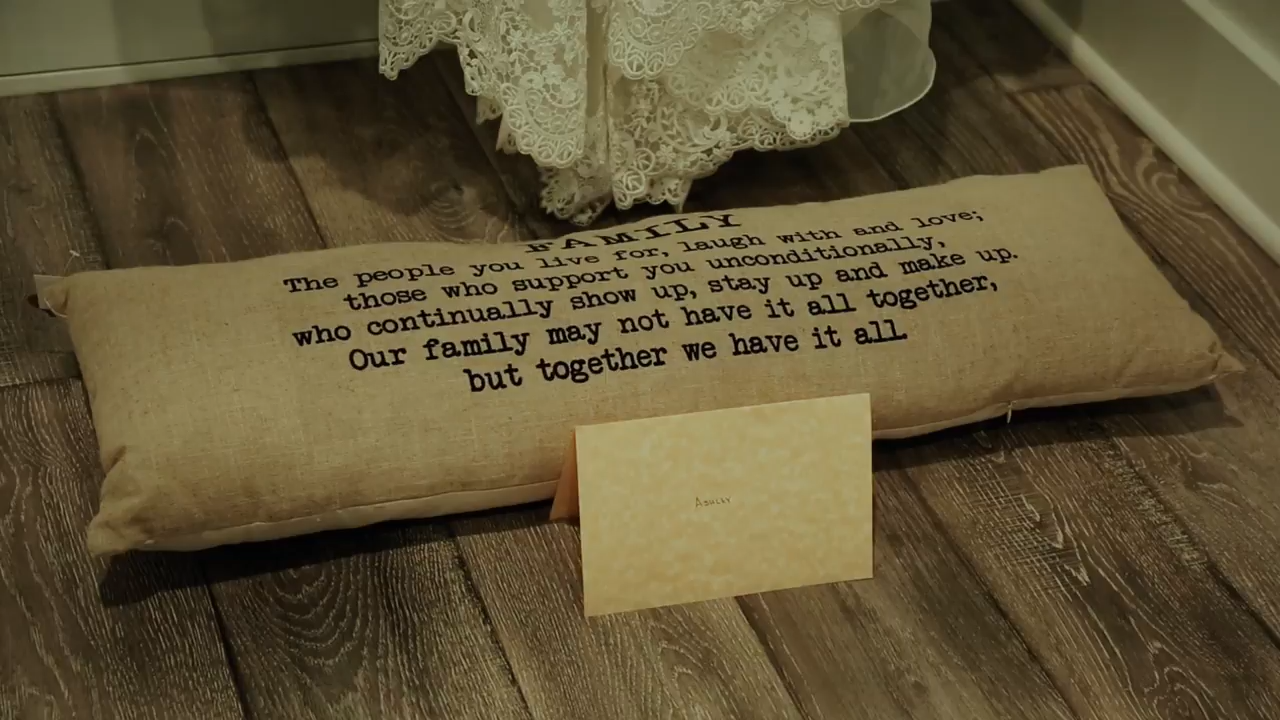 FAMILY
The people you live for, laugh with and love;
those who support you unconditionally,
who continually show up, stay up and make up.
Our family may not have it all together,
but together we have it all.
Ashley